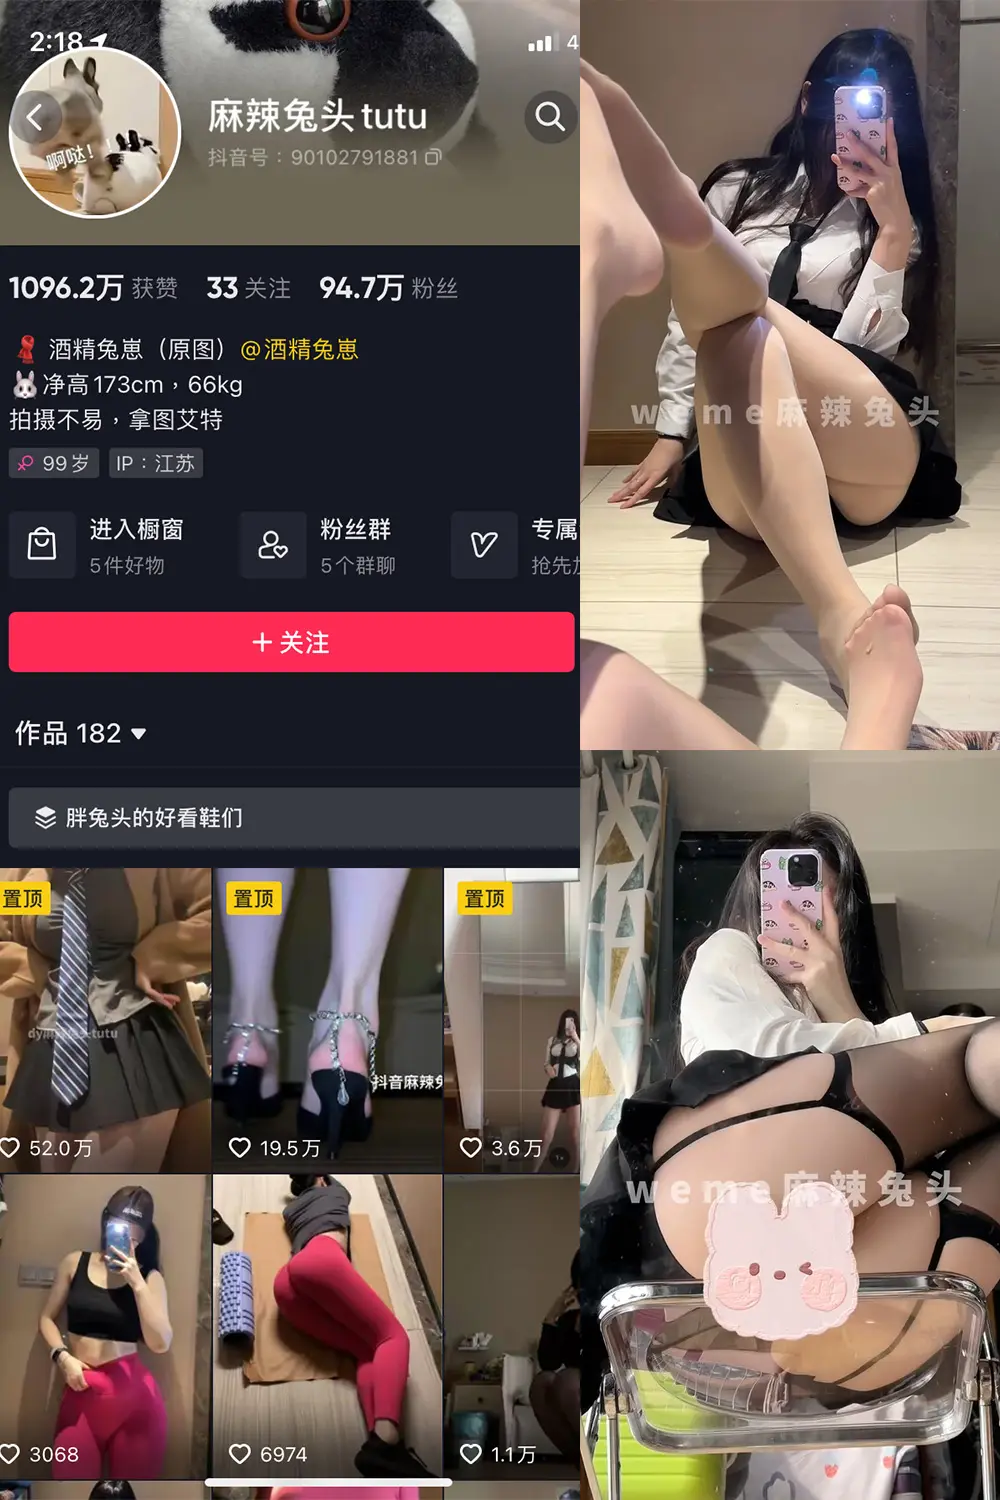 2:18
4
啊哒！！
麻辣兔头tutu
抖音号：90102791881
1096.2万 获赞 33 关注 94.7万 粉丝
酒精兔崽（原图）@酒精兔崽
净高173cm，66kg
拍摄不易，拿图艾特
99岁 IP：江苏
进入橱窗
5件好物
粉丝群
5个群聊
专属
抢先
+ 关注
作品 182
胖兔头的好看鞋们
置顶
52.0万
置顶
抖音麻辣
19.5万
置顶
3.6万
3068
6974
1.1万
weme麻辣兔头
weme麻辣兔头